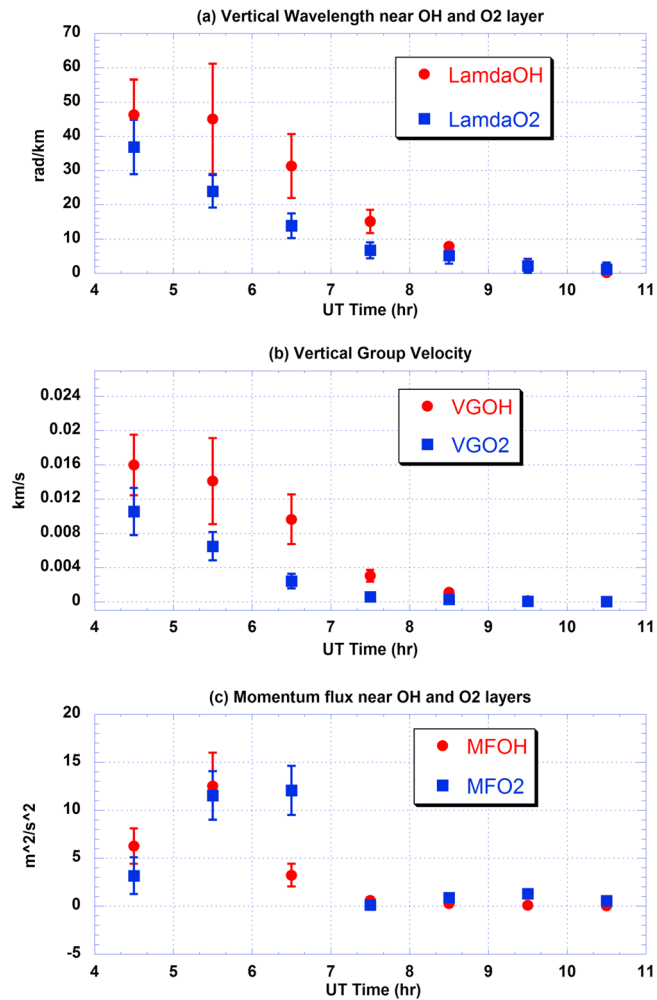 (a) Vertical Wavelength near OH and O2 layer
70
60
50
40
30
20
10
0
rad/km
LamdaOH
LamdaO2
4 5 6 7 8 9 10 11
UT Time (hr)
(b) Vertical Group Velocity
0.024
0.02
0.016
0.012
0.008
0.004
0
km/s
VGOH
VGO2
4 5 6 7 8 9 10 11
UT Time (hr)
(c) Momentum flux near OH and O2 layers
20
15
10
5
0
-5
m^2/s^2
MFOH
MFO2
4 5 6 7 8 9 10 11
UT Time (hr)